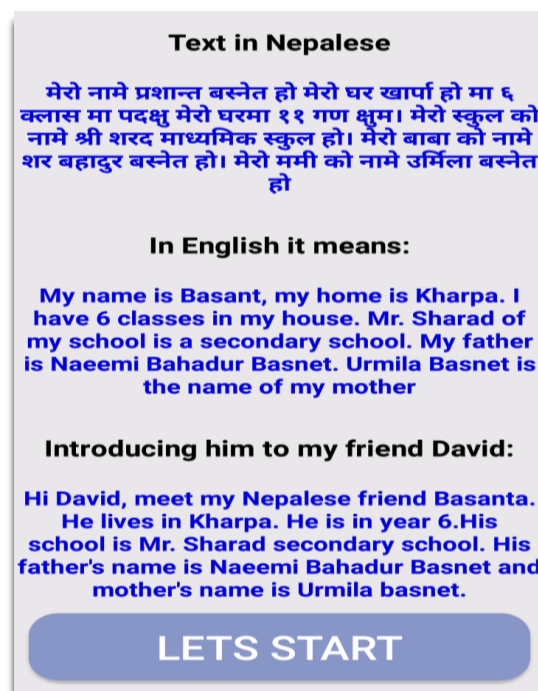 Text in Nepalese
मेरो नामे प्रशान्त बस्नेत हो मेरो घर खार्पा हो मा ६
क्लास मा पदक्षु मेरो घरमा ११ गण क्षुम। मेरो स्कुल को
नामे श्री शरद माध्यमिक स्कुल हो। मेरो बाबा को नामे
शर बहादुर बस्नेत हो। मेरो ममी को नामे उर्मिला बस्नेत
हो
In English it means:
My name is Basant, my home is Kharpa. I
have 6 classes in my house. Mr. Sharad of
my school is a secondary school. My father
is Naeemi Bahadur Basnet. Urmila Basnet is
the name of my mother
Introducing him to my friend David:
Hi David, meet my Nepalese friend Basanta.
He lives in Kharpa. He is in year 6.His
school is Mr. Sharad secondary school. His
father's name is Naeemi Bahadur Basnet and
mother's name is Urmila basnet.
LETS START